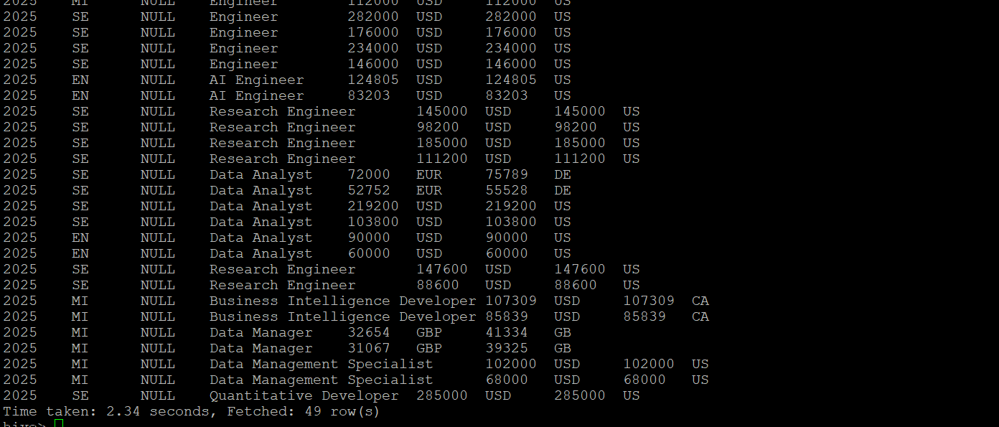 2025 MI NULL Engineer 112000 USD 112000 US
2025 SE NULL Engineer 282000 USD 282000 US
2025 SE NULL Engineer 176000 USD 176000 US
2025 SE NULL Engineer 234000 USD 234000 US
2025 SE NULL Engineer 146000 USD 146000 US
2025 EN NULL AI Engineer 124805 USD 124805 US
2025 EN NULL AI Engineer 83203 USD 83203 US
2025 SE NULL Research Engineer 145000 USD 145000 US
2025 SE NULL Research Engineer 98200 USD 98200 US
2025 SE NULL Research Engineer 185000 USD 185000 US
2025 SE NULL Research Engineer 111200 USD 111200 US
2025 SE NULL Data Analyst 72000 EUR 75789 DE
2025 SE NULL Data Analyst 52752 EUR 55528 DE
2025 SE NULL Data Analyst 219200 USD 219200 US
2025 SE NULL Data Analyst 103800 USD 103800 US
2025 EN NULL Data Analyst 90000 USD 90000 US
2025 EN NULL Data Analyst 60000 USD 60000 US
2025 SE NULL Research Engineer 147600 USD 147600 US
2025 SE NULL Research Engineer 88600 USD 88600 US
2025 MI NULL Business Intelligence Developer 107309 USD 107309 CA
2025 MI NULL Business Intelligence Developer 85839 USD 85839 CA
2025 MI NULL Data Manager 32654 GBP 41334 GB
2025 MI NULL Data Manager 31067 GBP 39325 GB
2025 MI NULL Data Management Specialist 102000 USD 102000 US
2025 MI NULL Data Management Specialist 68000 USD 68000 US
2025 SE NULL Quantitative Developer 285000 USD 285000 US
Time taken: 2.34 seconds, Fetched: 49 row(s)
hive>